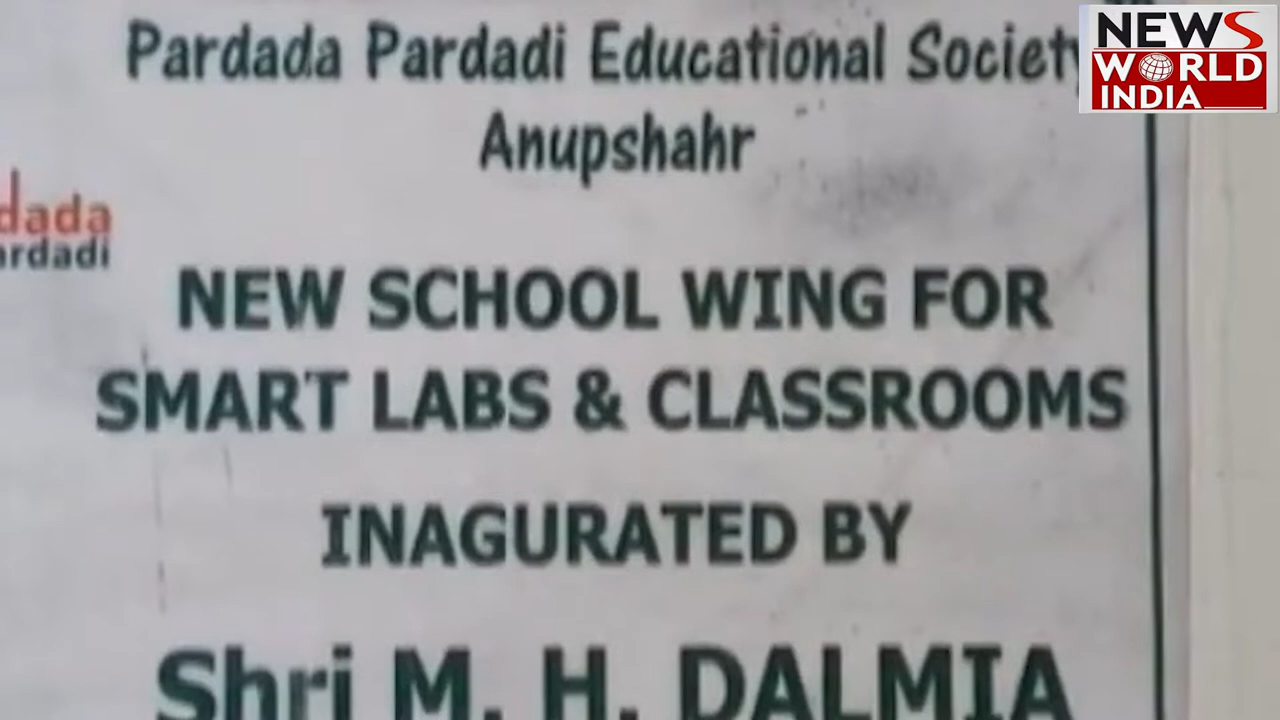 Pardada Pardadi Educational Society
Anupshahr
dada
ardadi
NEW SCHOOL WING FOR
SMART LABS & CLASSROOMS
INAGURATED BY
Shri M. H. DALMIA
NEWS
WORLD
INDIA